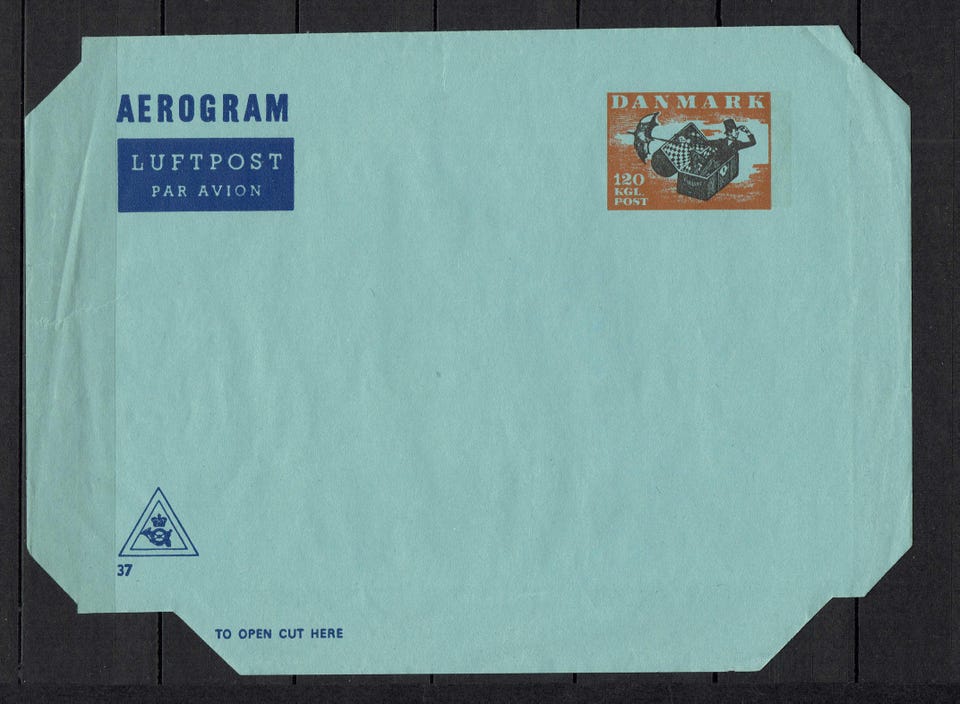 AEROGRAM
LUFTPOST
PAR AVION
DANMARK
120
KGL.
POST
37
TO OPEN CUT HERE